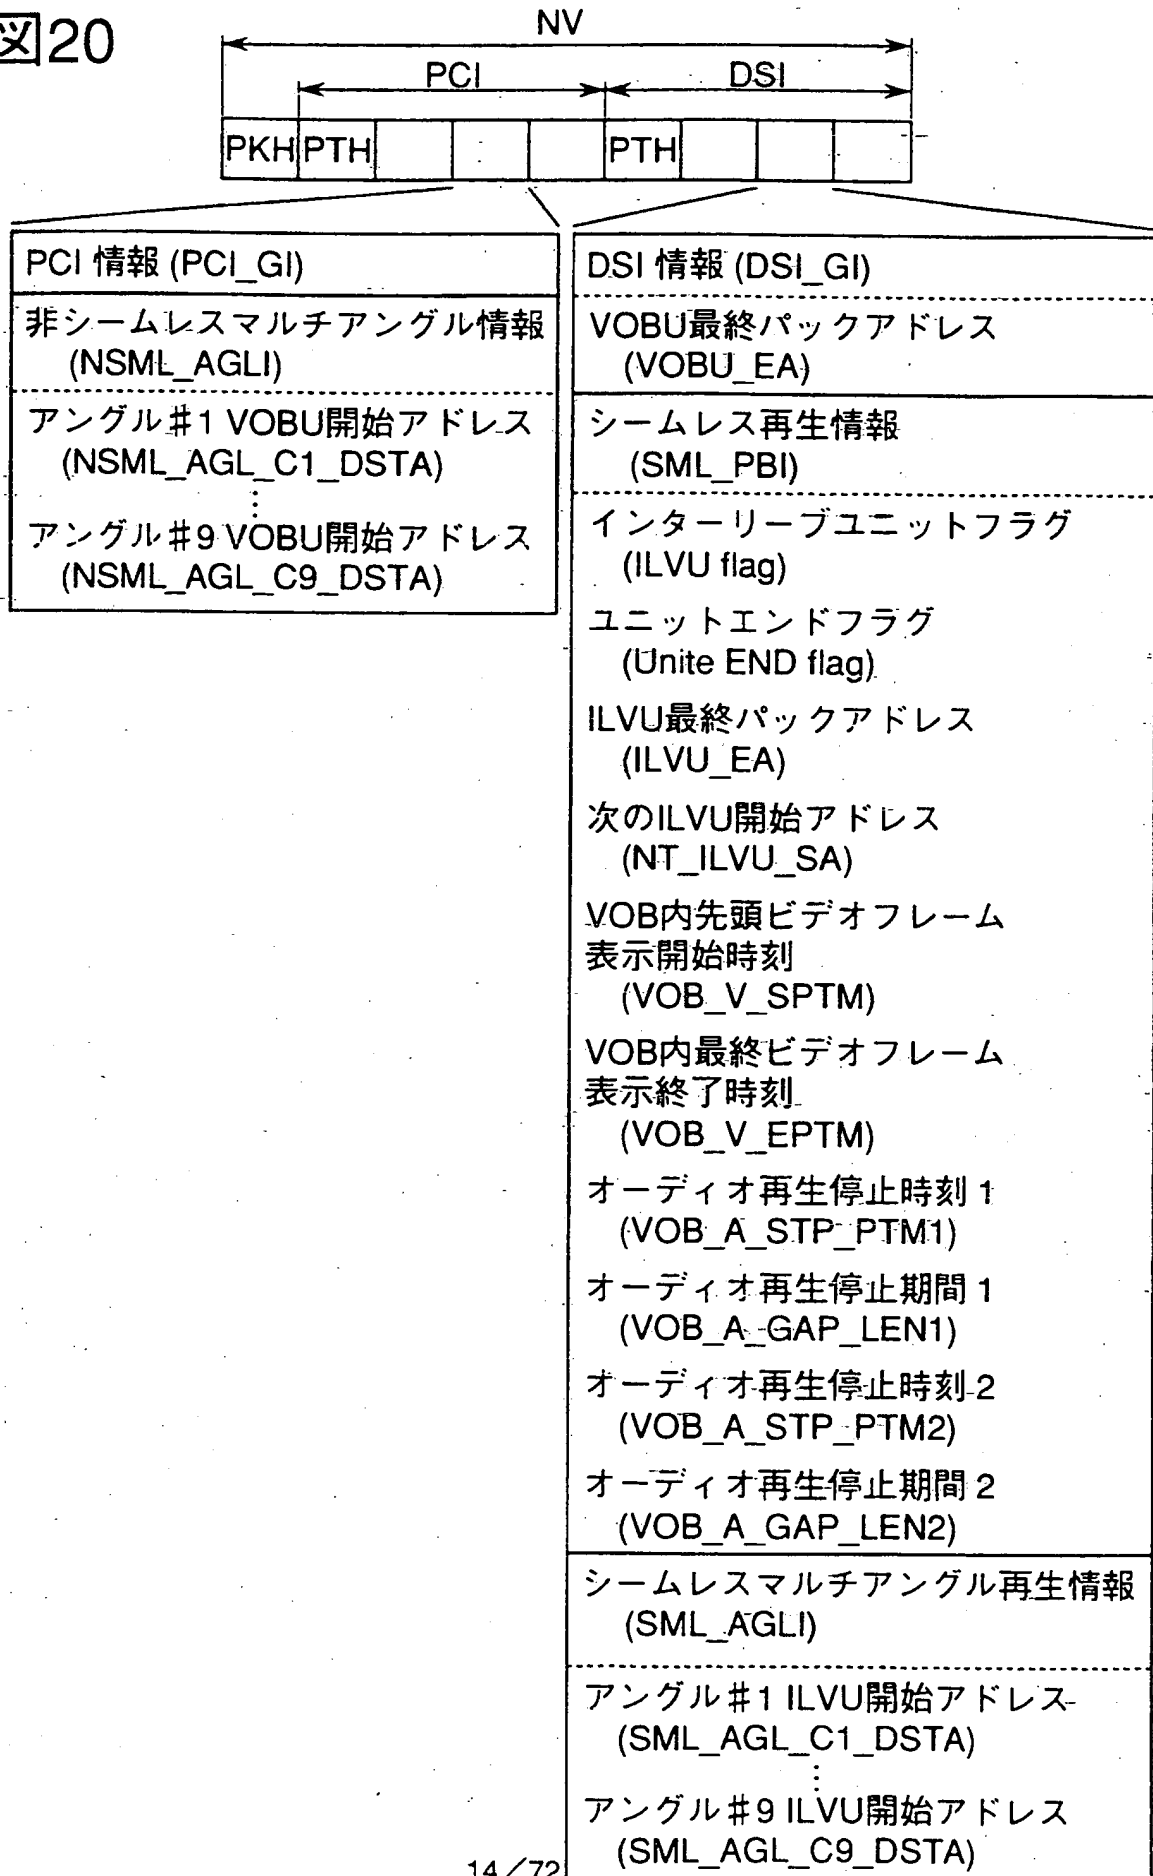 図20
NV
PCI
DSI
PKH PTH PTH
PCI 情報 (PCI_GI)
非シームレスマルチアングル情報
(NSML_AGLI)
アングル#1 VOBU開始アドレス
(NSML_AGL_C1_DSTA)
⋮
アングル#9 VOBU開始アドレス
(NSML_AGL_C9_DSTA)
DSI 情報 (DSI_GI)
VOBU最終パックアドレス
(VOBU_EA)
シームレス再生情報
(SML_PBI)
インターリーブユニットフラグ
(ILVU flag)
ユニットエンドフラグ
(Unite END flag)
ILVU最終パックアドレス
(ILVU_EA)
次のILVU開始アドレス
(NT_ILVU_SA)
VOB内先頭ビデオフレーム
表示開始時刻
(VOB_V_SPTM)
VOB内最終ビデオフレーム
表示終了時刻
(VOB_V_EPTM)
オーディオ再生停止時刻 1
(VOB_A_STP_PTM1)
オーディオ再生停止期間 1
(VOB_A_GAP_LEN1)
オーディオ再生停止時刻 2
(VOB_A_STP_PTM2)
オーディオ再生停止期間 2
(VOB_A_GAP_LEN2)
シームレスマルチアングル再生情報
(SML_AGLI)
アングル#1 ILVU開始アドレス
(SML_AGL_C1_DSTA)
⋮
アングル#9 ILVU開始アドレス
(SML_AGL_C9_DSTA)
14/72